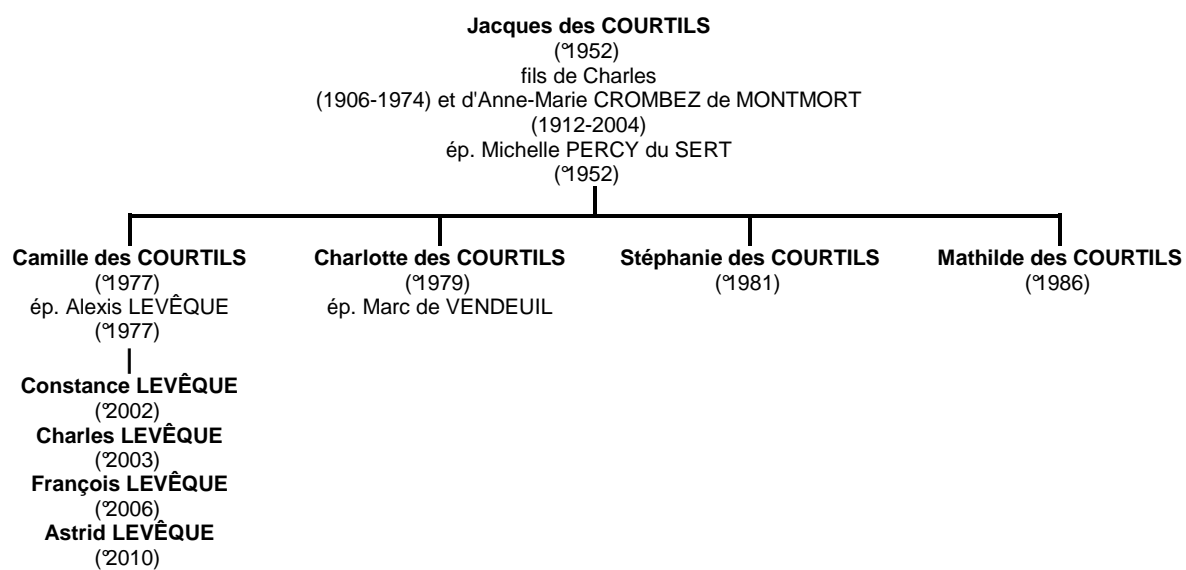 Jacques des COURTILS
(°1952)
fils de Charles
(1906-1974) et d'Anne-Marie CROMBEZ de MONTMORT
(1912-2004)
ép. Michelle PERCY du SERT
(°1952)
Camille des COURTILS
(°1977)
ép. Alexis LEVÊQUE
(°1977)
Charlotte des COURTILS
(°1979)
ép. Marc de VENDEUIL
Stéphanie des COURTILS
(°1981)
Mathilde des COURTILS
(°1986)
Constance LEVÊQUE
(°2002)
Charles LEVÊQUE
(°2003)
François LEVÊQUE
(°2006)
Astrid LEVÊQUE
(°2010)